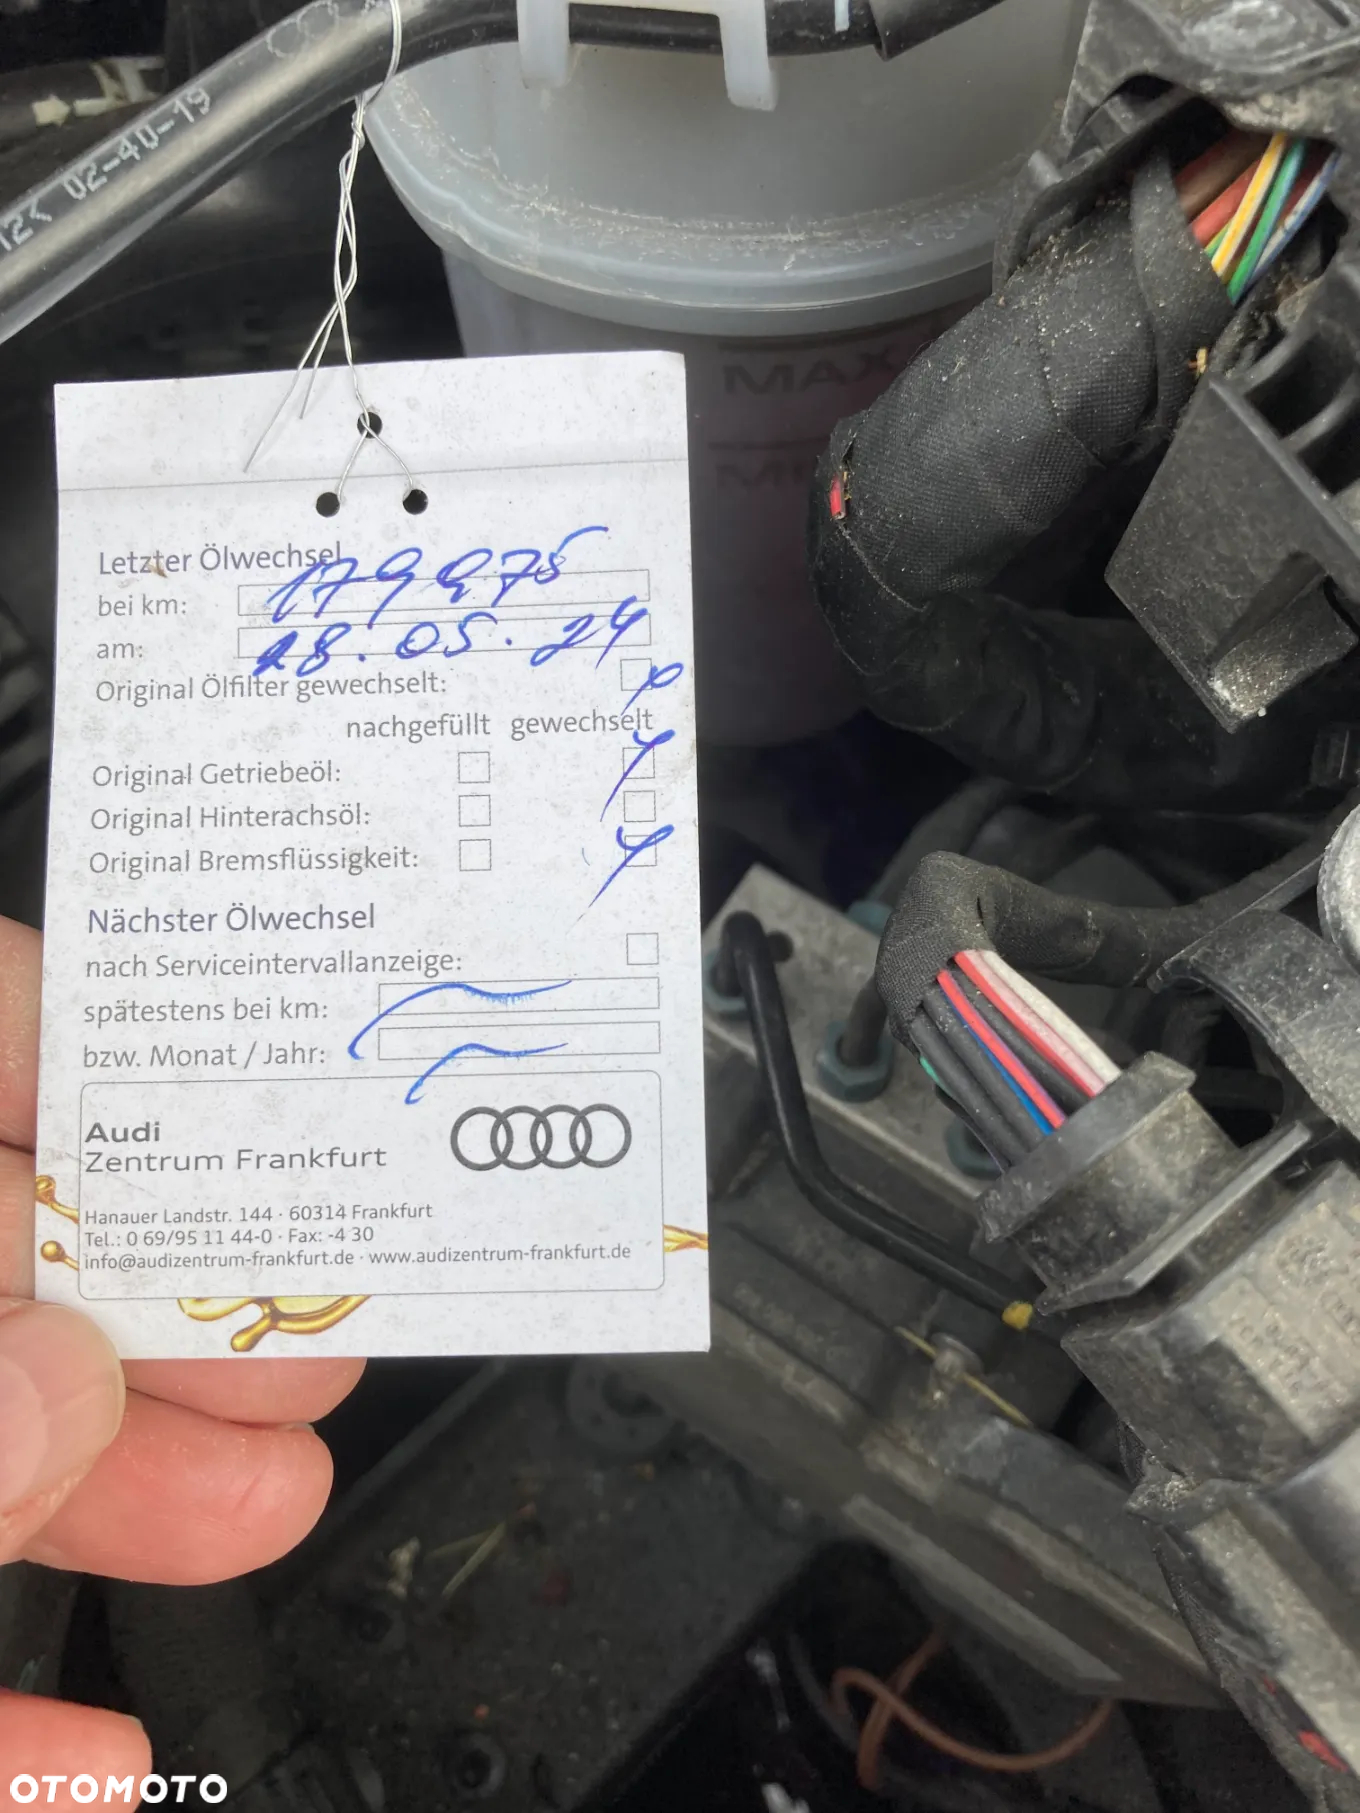 12< 02-40-19
MAX
MI
Letzter Ölwechsel
bei km: 179 975
am: 28.05.24
Original Ölfilter gewechselt:
nachgefüllt gewechselt
Original Getriebeöl:
Original Hinterachsöl:
Original Bremsflüssigkeit:
Nächster Ölwechsel
nach Serviceintervallanzeige:
spätestens bei km:
bzw. Monat / Jahr:
Audi
Zentrum Frankfurt
Hanauer Landstr. 144 · 60314 Frankfurt
Tel.: 0 69/95 11 44-0 · Fax: -4 30
info@audizentrum-frankfurt.de · www.audizentrum-frankfurt.de
OTOMOTO